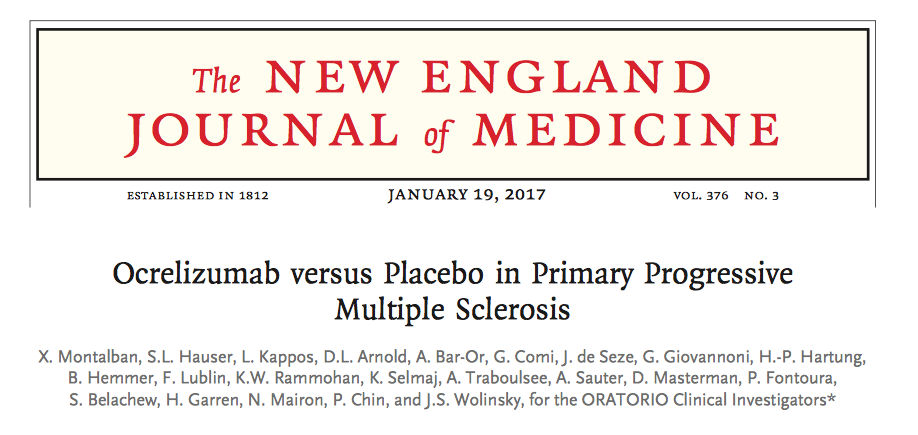 The NEW ENGLAND
JOURNAL of MEDICINE
ESTABLISHED IN 1812 JANUARY 19, 2017 VOL. 376 NO. 3
Ocrelizumab versus Placebo in Primary Progressive
Multiple Sclerosis
X. Montalban, S.L. Hauser, L. Kappos, D.L. Arnold, A. Bar-Or, G. Comi, J. de Seze, G. Giovannoni, H.-P. Hartung,
B. Hemmer, F. Lublin, K.W. Rammohan, K. Selmaj, A. Traboulsee, A. Sauter, D. Masterman, P. Fontoura,
S. Belachew, H. Garren, N. Mairon, P. Chin, and J.S. Wolinsky, for the ORATORIO Clinical Investigators*